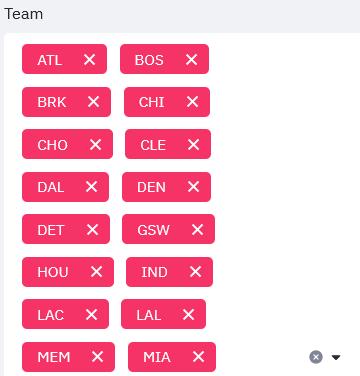 Team
ATL BOS
BRK CHI
CHO CLE
DAL DEN
DET GSW
HOU IND
LAC LAL
MEM MIA